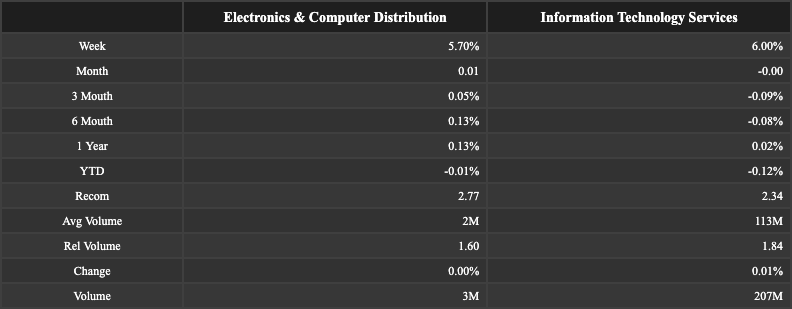 Electronics & Computer Distribution Information Technology Services
Week 5.70% 6.00%
Month 0.01 -0.00
3 Mouth 0.05% -0.09%
6 Mouth 0.13% -0.08%
1 Year 0.13% 0.02%
YTD -0.01% -0.12%
Recom 2.77 2.34
Avg Volume 2M 113M
Rel Volume 1.60 1.84
Change 0.00% 0.01%
Volume 3M 207M